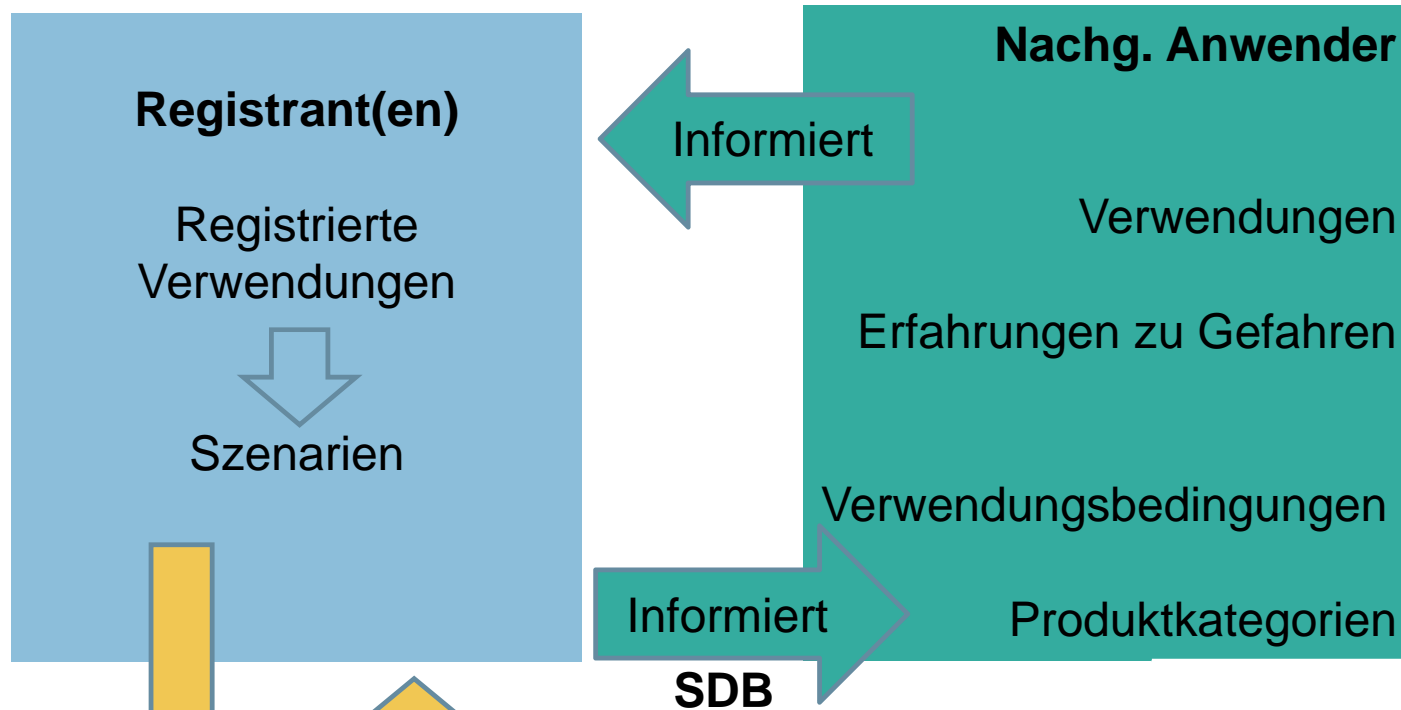 Registrant(en)
Registrierte
Verwendungen
Szenarien
Informiert
Nachg. Anwender
Verwendungen
Erfahrungen zu Gefahren
Verwendungsbedingungen
Produktkategorien
Informiert
SDB